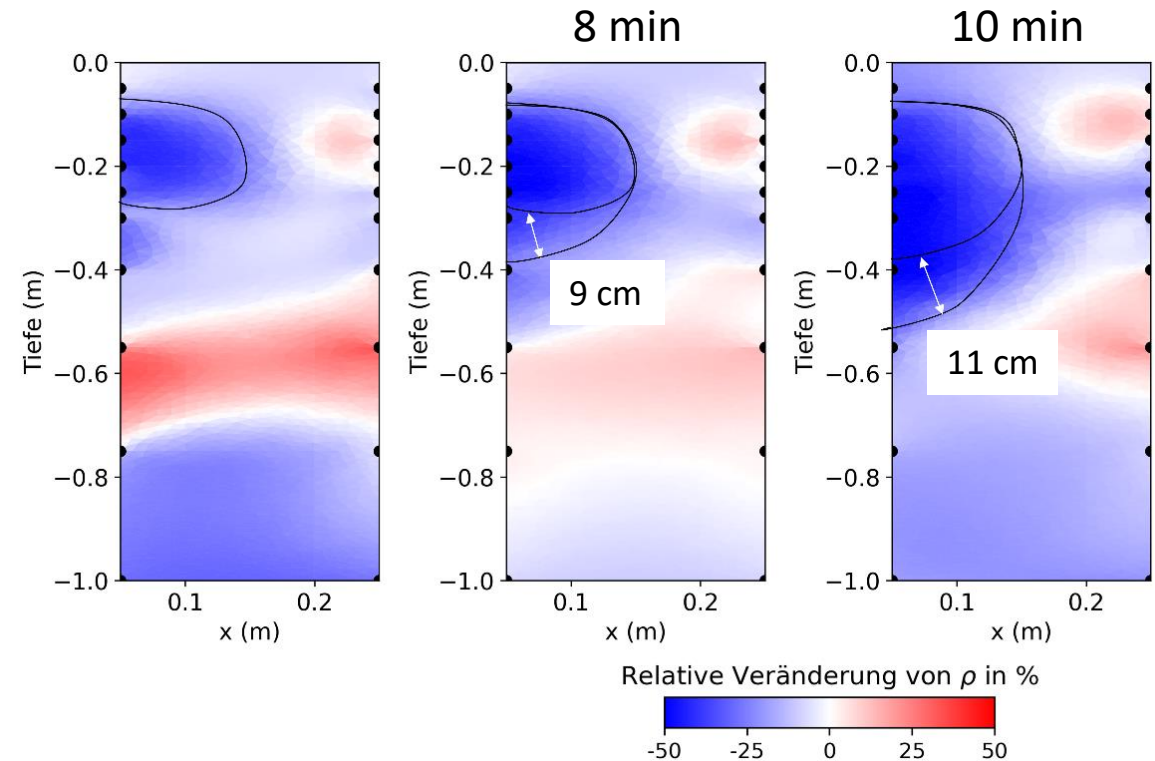 8 min
10 min
0.0
−0.2
−0.4
−0.6
−0.8
−1.0
Tiefe (m)
0.1
0.2
x (m)
0.0
−0.2
−0.4
−0.6
−0.8
−1.0
Tiefe (m)
9 cm
0.1
0.2
x (m)
0.0
−0.2
−0.4
−0.6
−0.8
−1.0
Tiefe (m)
11 cm
0.1
0.2
x (m)
Relative Veränderung von ρ in %
-50 -25 0 25 50